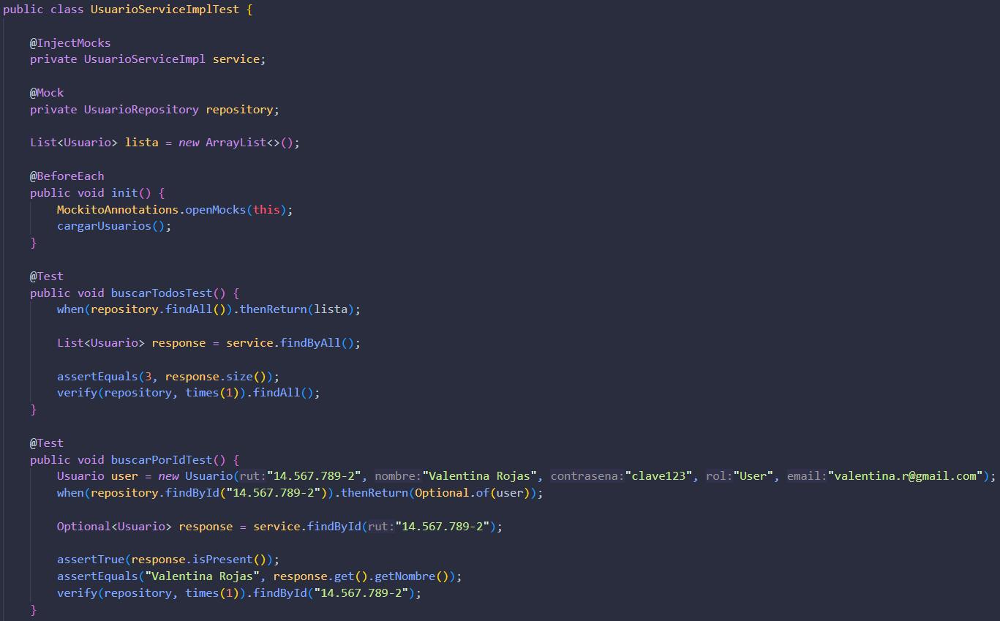 public class UsuarioServiceImplTest {
@InjectMocks
private UsuarioServiceImpl service;
@Mock
private UsuarioRepository repository;
List<Usuario> lista = new ArrayList<>();
@BeforeEach
public void init() {
MockitoAnnotations.openMocks(this);
cargarUsuarios();
}
@Test
public void buscarTodosTest() {
when(repository.findAll()).thenReturn(lista);
List<Usuario> response = service.findByAll();
assertEquals(3, response.size());
verify(repository, times(1)).findAll();
}
@Test
public void buscarPorIdTest() {
Usuario user = new Usuario(rut:"14.567.789-2", nombre:"Valentina Rojas", contrasena:"clave123", rol:"User", email:"valentina.r@gmail.com");
when(repository.findById("14.567.789-2")).thenReturn(Optional.of(user));
Optional<Usuario> response = service.findById(rut:"14.567.789-2");
assertTrue(response.isPresent());
assertEquals("Valentina Rojas", response.get().getNombre());
verify(repository, times(1)).findById("14.567.789-2");
}